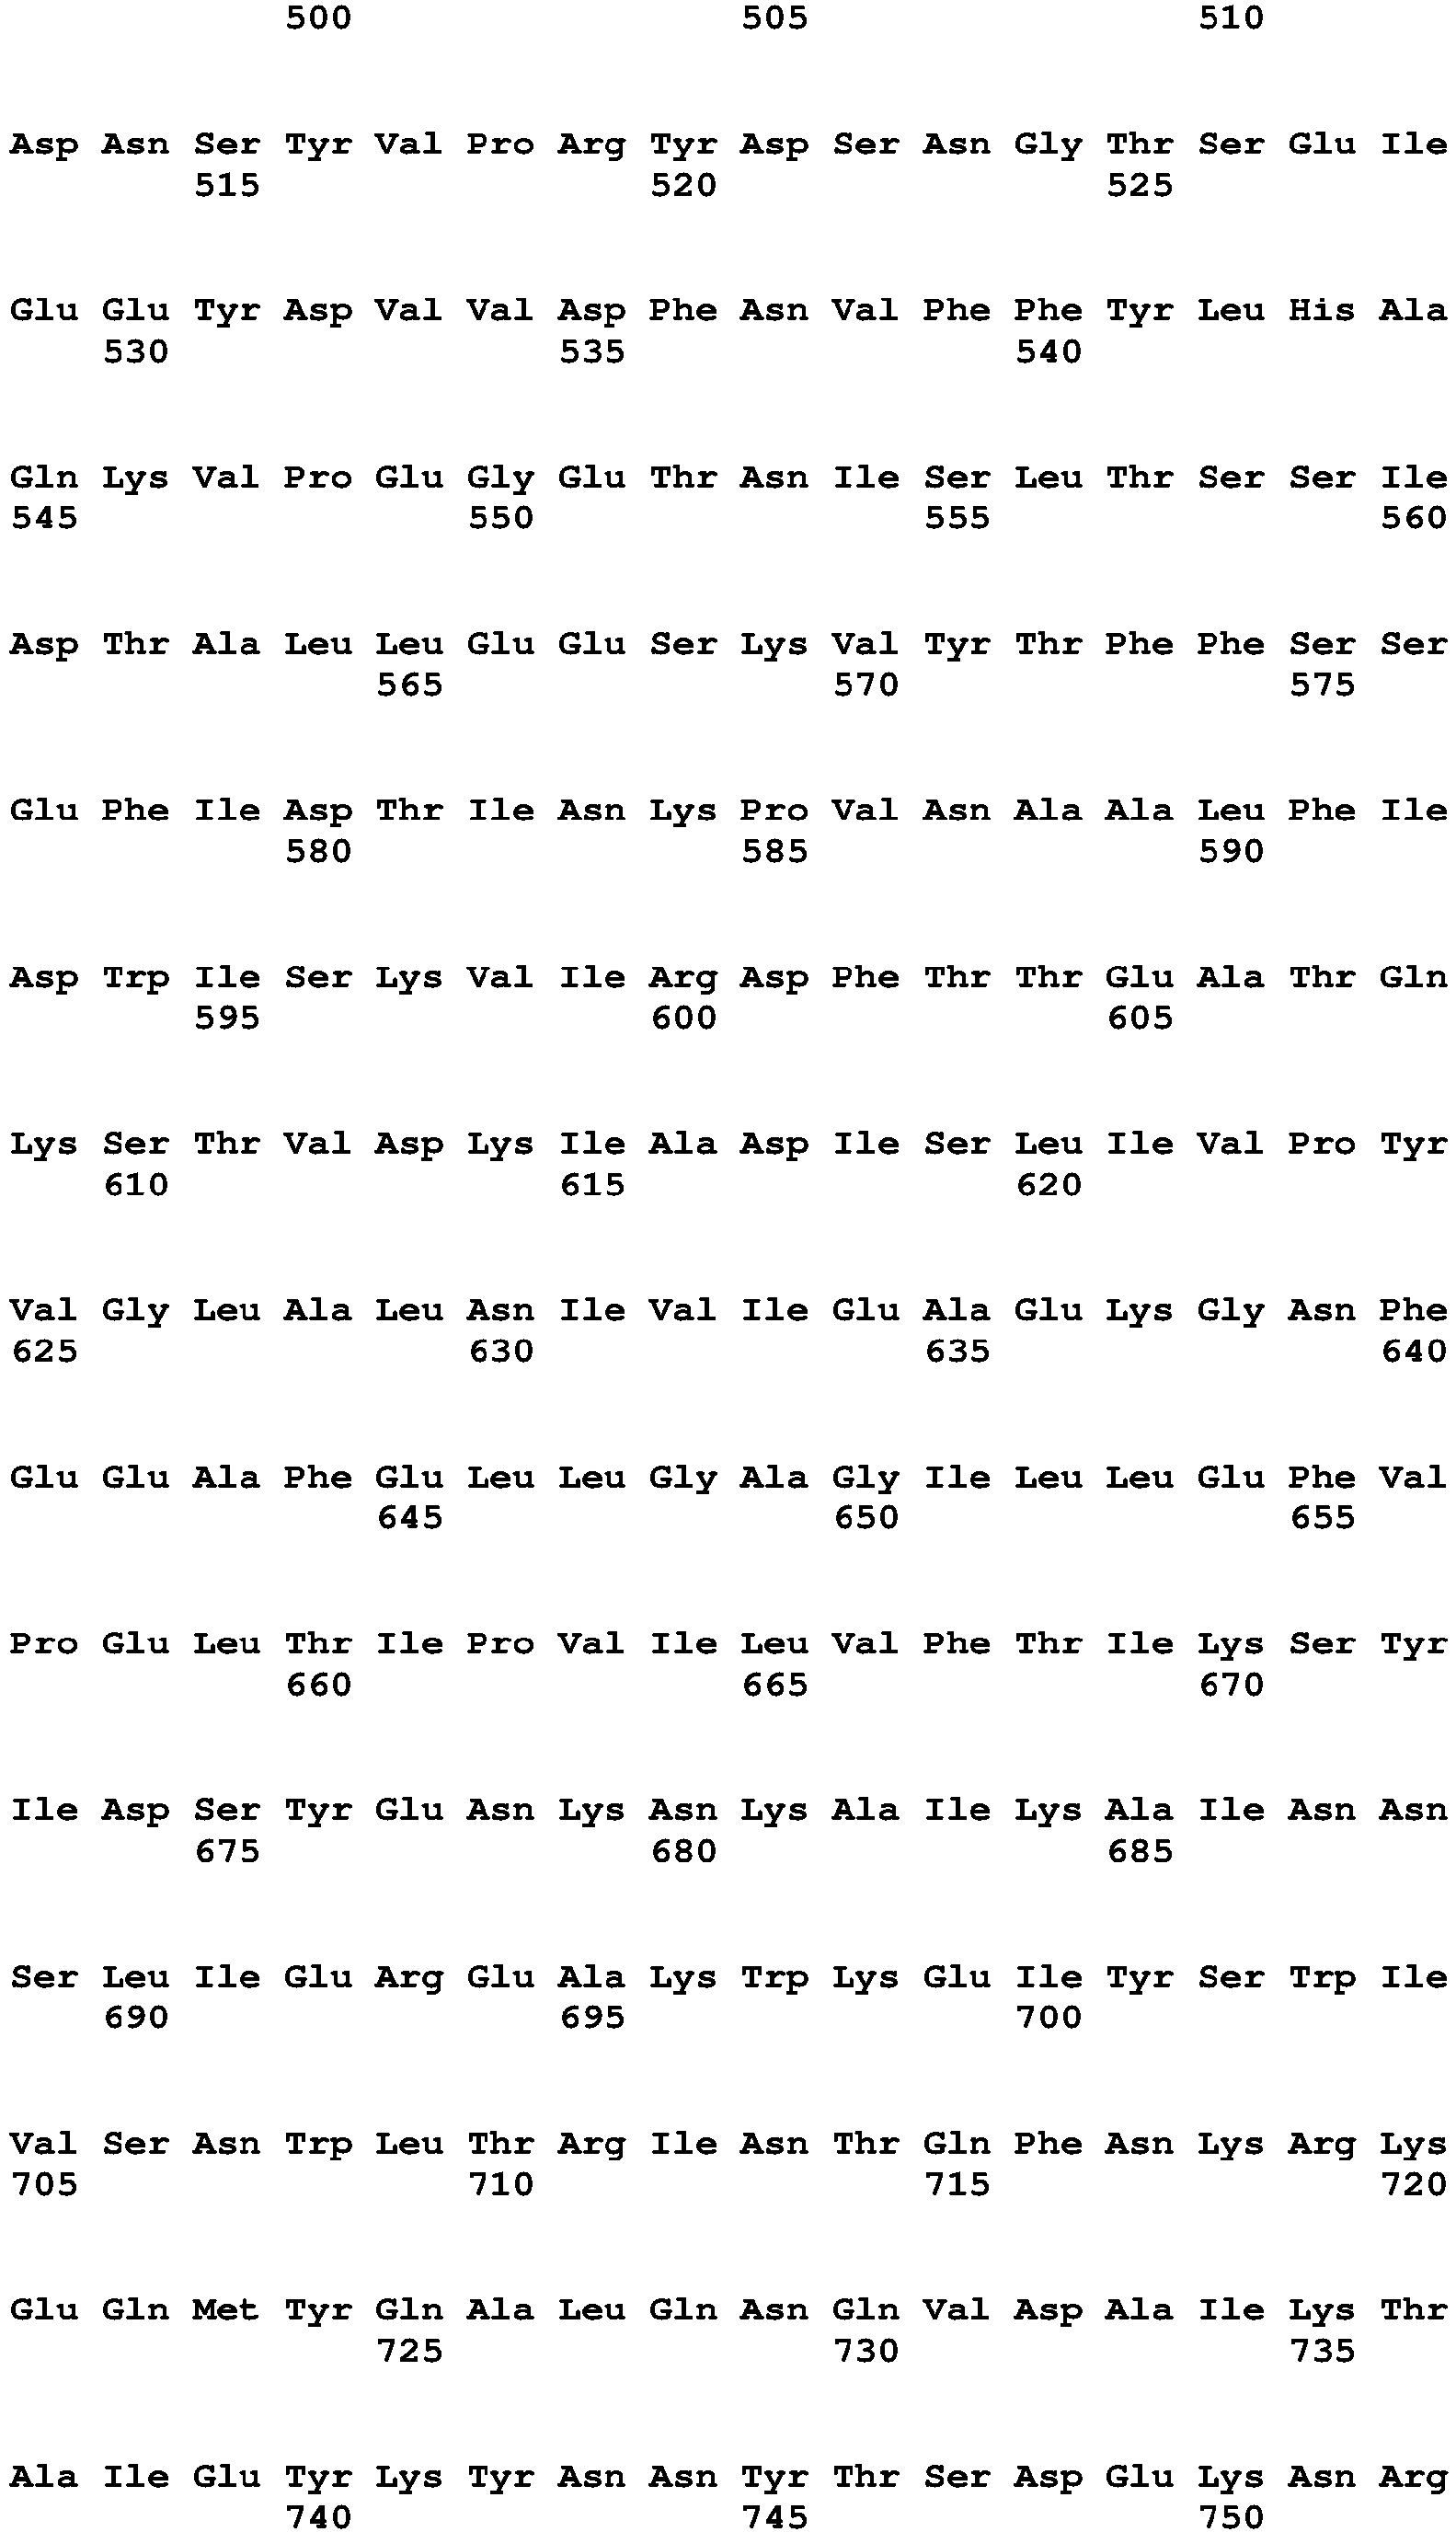 500 505 510
Asp Asn Ser Tyr Val Pro Arg Tyr Asp Ser Asn Gly Thr Ser Glu Ile
515 520 525
Glu Glu Tyr Asp Val Val Asp Phe Asn Val Phe Phe Tyr Leu His Ala
530 535 540
Gln Lys Val Pro Glu Gly Glu Thr Asn Ile Ser Leu Thr Ser Ser Ile
545 550 555 560
Asp Thr Ala Leu Leu Glu Glu Ser Lys Val Tyr Thr Phe Phe Ser Ser
565 570 575
Glu Phe Ile Asp Thr Ile Asn Lys Pro Val Asn Ala Ala Leu Phe Ile
580 585 590
Asp Trp Ile Ser Lys Val Ile Arg Asp Phe Thr Thr Glu Ala Thr Gln
595 600 605
Lys Ser Thr Val Asp Lys Ile Ala Asp Ile Ser Leu Ile Val Pro Tyr
610 615 620
Val Gly Leu Ala Leu Asn Ile Val Ile Glu Ala Glu Lys Gly Asn Phe
625 630 635 640
Glu Glu Ala Phe Glu Leu Leu Gly Ala Gly Ile Leu Leu Glu Phe Val
645 650 655
Pro Glu Leu Thr Ile Pro Val Ile Leu Val Phe Thr Ile Lys Ser Tyr
660 665 670
Ile Asp Ser Tyr Glu Asn Lys Asn Lys Ala Ile Lys Ala Ile Asn Asn
675 680 685
Ser Leu Ile Glu Arg Glu Ala Lys Trp Lys Glu Ile Tyr Ser Trp Ile
690 695 700
Val Ser Asn Trp Leu Thr Arg Ile Asn Thr Gln Phe Asn Lys Arg Lys
705 710 715 720
Glu Gln Met Tyr Gln Ala Leu Gln Asn Gln Val Asp Ala Ile Lys Thr
725 730 735
Ala Ile Glu Tyr Lys Tyr Asn Asn Tyr Thr Ser Asp Glu Lys Asn Arg
740 745 750